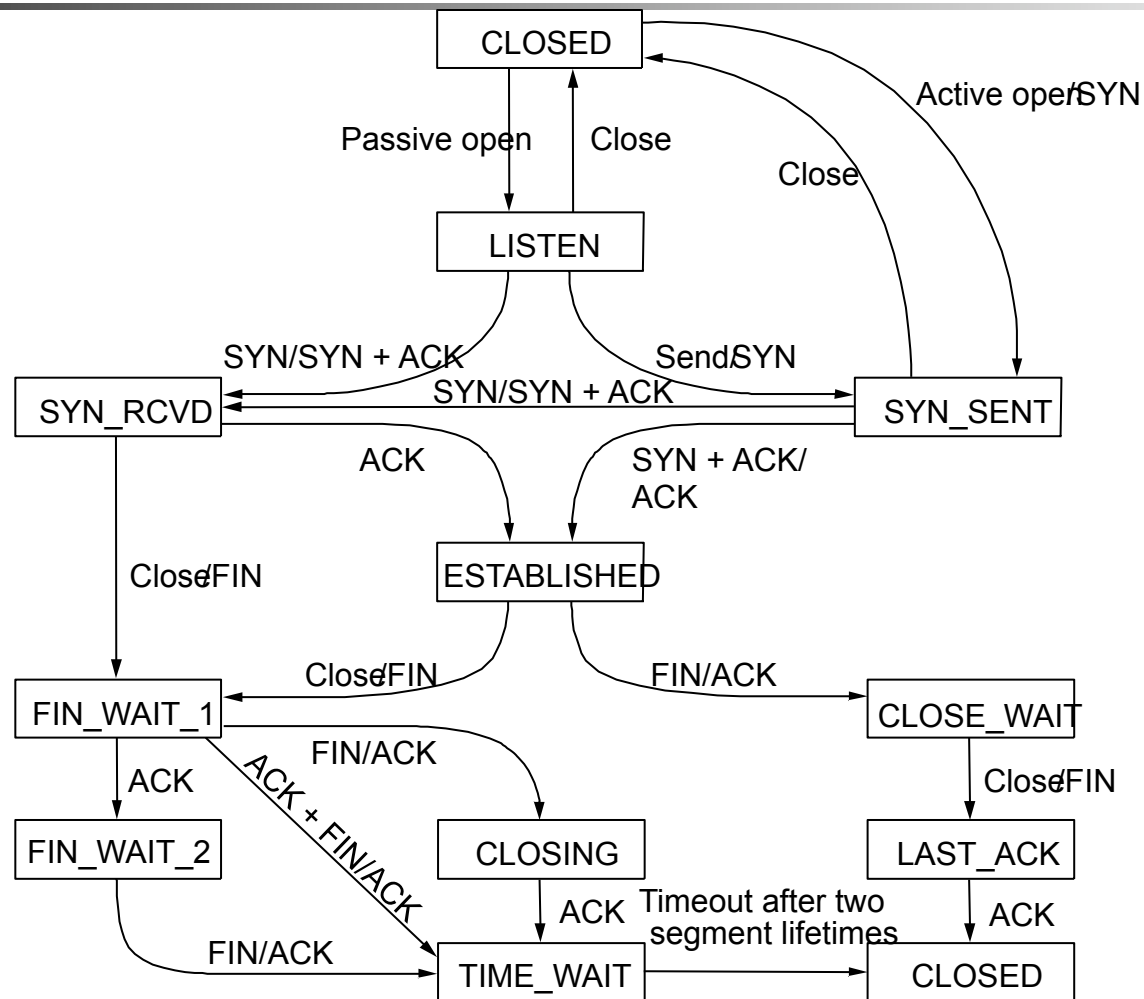 CLOSED
Active open/SYN
Passive open
Close
Close
LISTEN
SYN/SYN + ACK
Send/SYN
SYN/SYN + ACK
SYN_RCVD
SYN_SENT
ACK
SYN + ACK/
ACK
Close/FIN
ESTABLISHED
Close/FIN
FIN/ACK
FIN_WAIT_1
CLOSE_WAIT
FIN/ACK
ACK
ACK + FIN/ACK
Close/FIN
FIN_WAIT_2
CLOSING
LAST_ACK
ACK
Timeout after two
segment lifetimes
ACK
FIN/ACK
TIME_WAIT
CLOSED